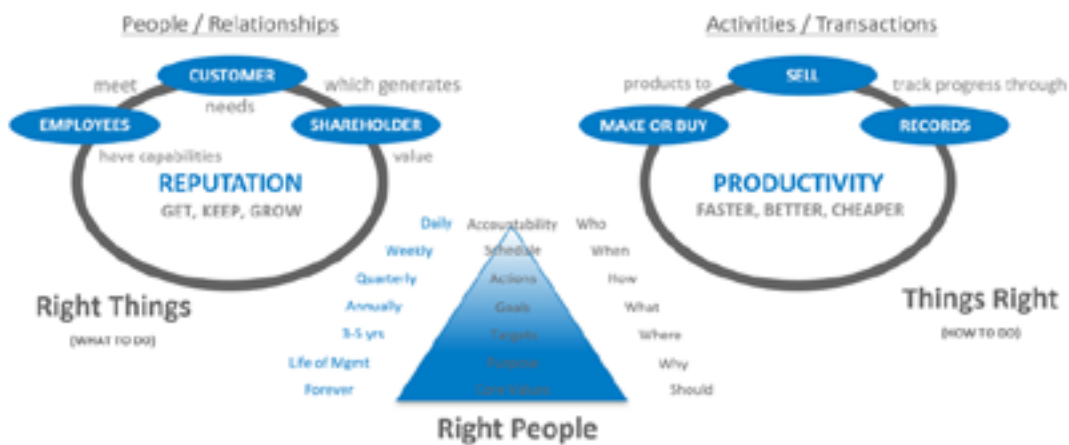 People / Relationships
CUSTOMER
meet
which generates
needs
EMPLOYEES
SHAREHOLDER
have capabilities
value
REPUTATION
GET, KEEP, GROW
Right Things
(WHAT TO DO)
Activities / Transactions
SELL
products to
track progress through
MAKE OR BUY
RECORDS
PRODUCTIVITY
FASTER, BETTER, CHEAPER
Things Right
(HOW TO DO)
Daily Accountability Who
Weekly Schedule When
Quarterly Actions How
Annually Goals What
3-5 yrs Targets Where
Life of Mgmt Purpose Why
Forever Core Values Should
Right People